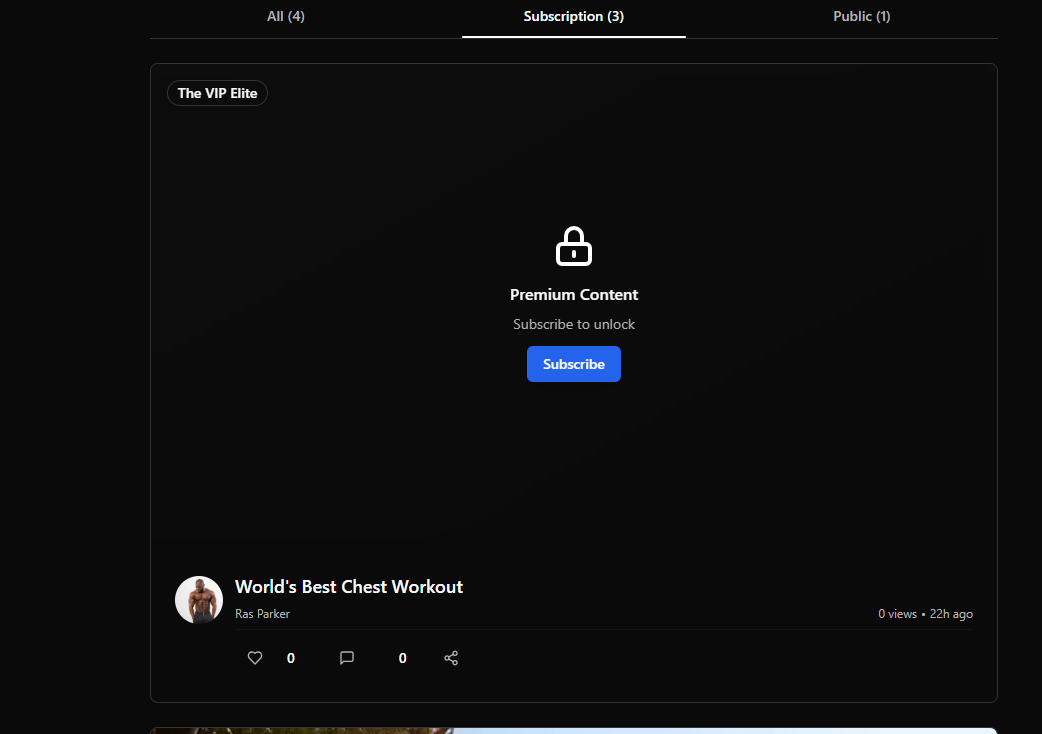 All (4)
Subscription (3)
Public (1)
The VIP Elite
Premium Content
Subscribe to unlock
Subscribe
World's Best Chest Workout
Ras Parker
0 views • 22h ago
0
0